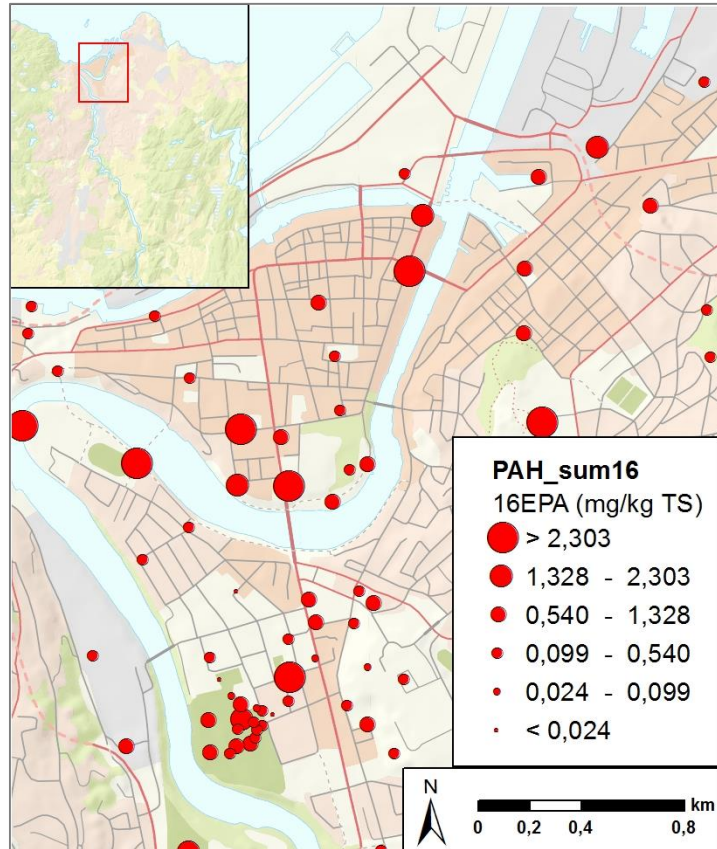 PAH_sum16
16EPA (mg/kg TS)
> 2,303
1,328 - 2,303
0,540 - 1,328
0,099 - 0,540
0,024 - 0,099
< 0,024
N
km
0 0,2 0,4 0,8